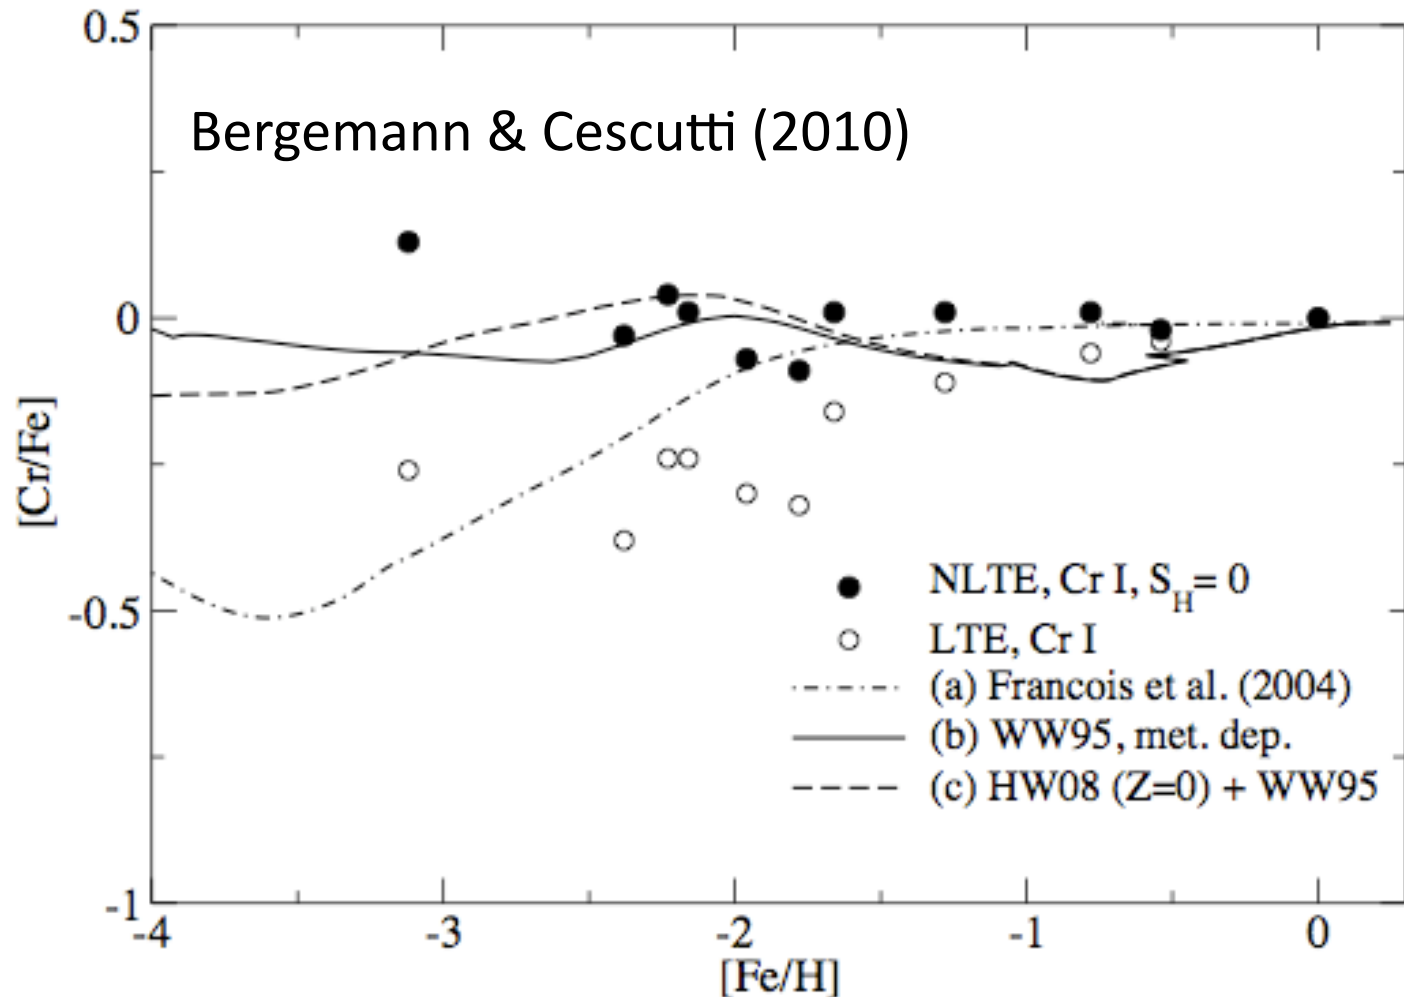 0.5
Bergemann & Cescutti (2010)
0
[Cr/Fe]
-0.5
NLTE, Cr I, S_H= 0
LTE, Cr I
(a) Francois et al. (2004)
(b) WW95, met. dep.
(c) HW08 (Z=0) + WW95
-1
-4 -3 -2 -1 0
[Fe/H]